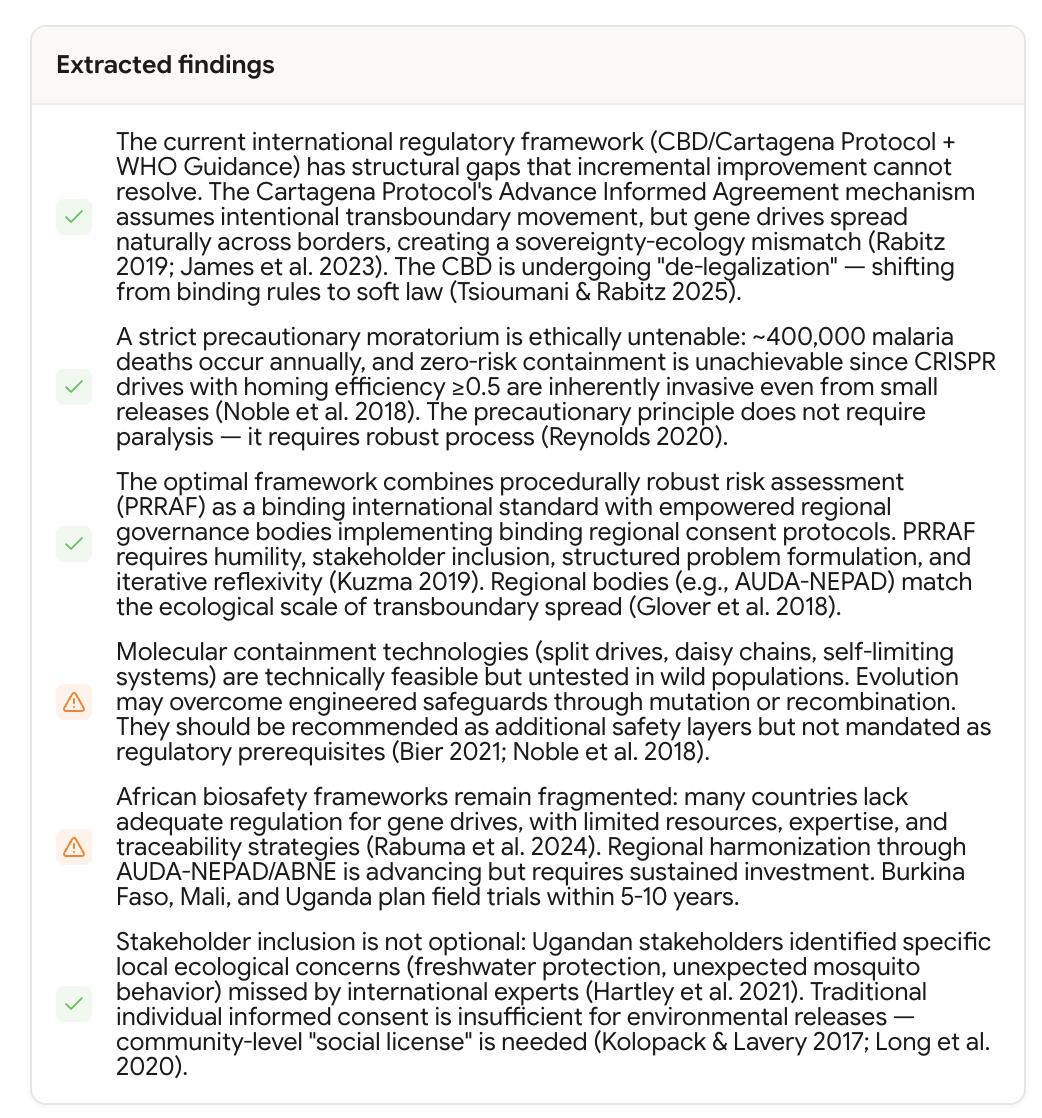 Extracted findings
The current international regulatory framework (CBD/Cartagena Protocol +
WHO Guidance) has structural gaps that incremental improvement cannot
resolve. The Cartagena Protocol's Advance Informed Agreement mechanism
assumes intentional transboundary movement, but gene drives spread
naturally across borders, creating a sovereignty-ecology mismatch (Rabitz
2019; James et al. 2023). The CBD is undergoing "de-legalization" — shifting
from binding rules to soft law (Tsioumani & Rabitz 2025).
A strict precautionary moratorium is ethically untenable: ~400,000 malaria
deaths occur annually, and zero-risk containment is unachievable since CRISPR
drives with homing efficiency ≥0.5 are inherently invasive even from small
releases (Noble et al. 2018). The precautionary principle does not require
paralysis — it requires robust process (Reynolds 2020).
The optimal framework combines procedurally robust risk assessment
(PRRAF) as a binding international standard with empowered regional
governance bodies implementing binding regional consent protocols. PRRAF
requires humility, stakeholder inclusion, structured problem formulation, and
iterative reflexivity (Kuzma 2019). Regional bodies (e.g., AUDA-NEPAD) match
the ecological scale of transboundary spread (Glover et al. 2018).
Molecular containment technologies (split drives, daisy chains, self-limiting
systems) are technically feasible but untested in wild populations. Evolution
may overcome engineered safeguards through mutation or recombination.
They should be recommended as additional safety layers but not mandated as
regulatory prerequisites (Bier 2021; Noble et al. 2018).
African biosafety frameworks remain fragmented: many countries lack
adequate regulation for gene drives, with limited resources, expertise, and
traceability strategies (Rabuma et al. 2024). Regional harmonization through
AUDA-NEPAD/ABNE is advancing but requires sustained investment. Burkina
Faso, Mali, and Uganda plan field trials within 5-10 years.
Stakeholder inclusion is not optional: Ugandan stakeholders identified specific
local ecological concerns (freshwater protection, unexpected mosquito
behavior) missed by international experts (Hartley et al. 2021). Traditional
individual informed consent is insufficient for environmental releases —
community-level "social license" is needed (Kolopack & Lavery 2017; Long et al.
2020).